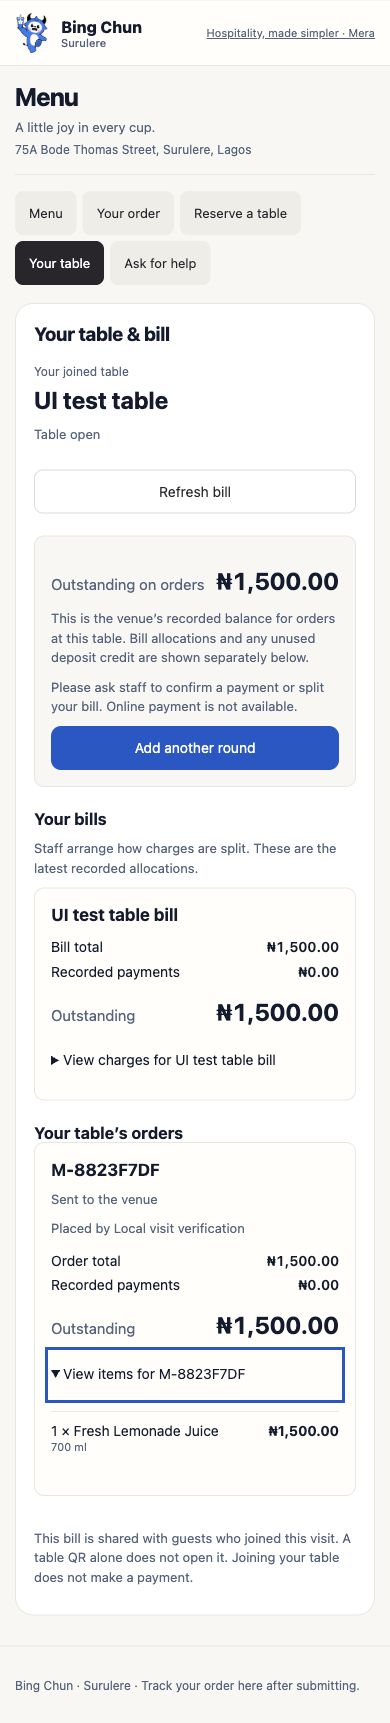 Bing Chun
Surulere
Hospitality, made simpler · Mera
Menu
A little joy in every cup.
75A Bode Thomas Street, Surulere, Lagos
Menu
Your order
Reserve a table
Your table
Ask for help
Your table & bill
Your joined table
UI test table
Table open
Refresh bill
Outstanding on orders ₦1,500.00
This is the venue’s recorded balance for orders
at this table. Bill allocations and any unused
deposit credit are shown separately below.
Please ask staff to confirm a payment or split
your bill. Online payment is not available.
Add another round
Your bills
Staff arrange how charges are split. These are the
latest recorded allocations.
UI test table bill
Bill total ₦1,500.00
Recorded payments ₦0.00
Outstanding ₦1,500.00
▶ View charges for UI test table bill
Your table’s orders
M-8823F7DF
Sent to the venue
Placed by Local visit verification
Order total ₦1,500.00
Recorded payments ₦0.00
Outstanding ₦1,500.00
▼ View items for M-8823F7DF
1 × Fresh Lemonade Juice ₦1,500.00
700 ml
This bill is shared with guests who joined this visit. A
table QR alone does not open it. Joining your table
does not make a payment.
Bing Chun · Surulere · Track your order here after submitting.